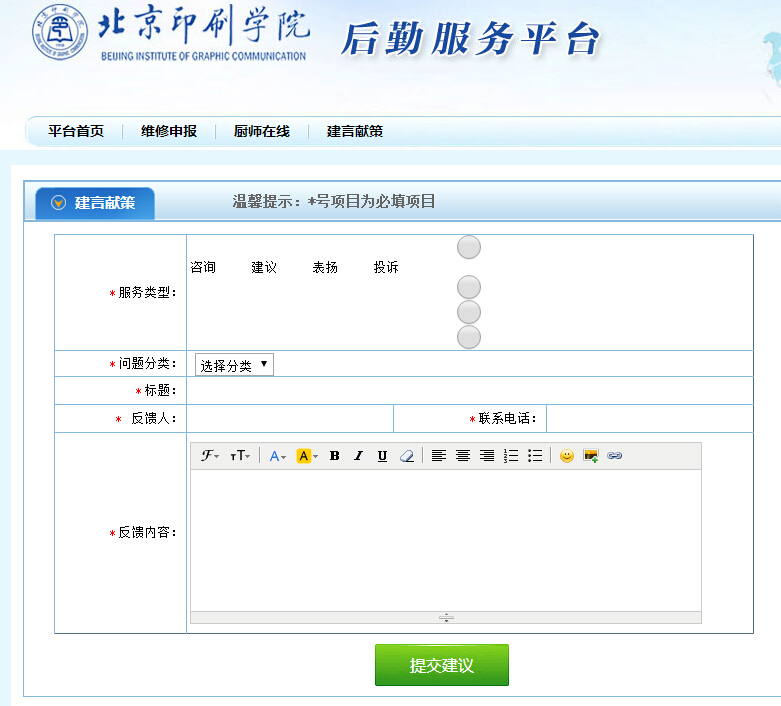 北京印刷学院
BEIJING INSTITUTE OF GRAPHIC COMMUNICATION
后勤服务平台
平台首页 维修申报 厨师在线 建言献策
建言献策 温馨提示：*号项目为必填项目
*服务类型：
咨询 建议 表扬 投诉
*问题分类： 选择分类
*标题：
* 反馈人： *联系电话：
*反馈内容：
提交建议